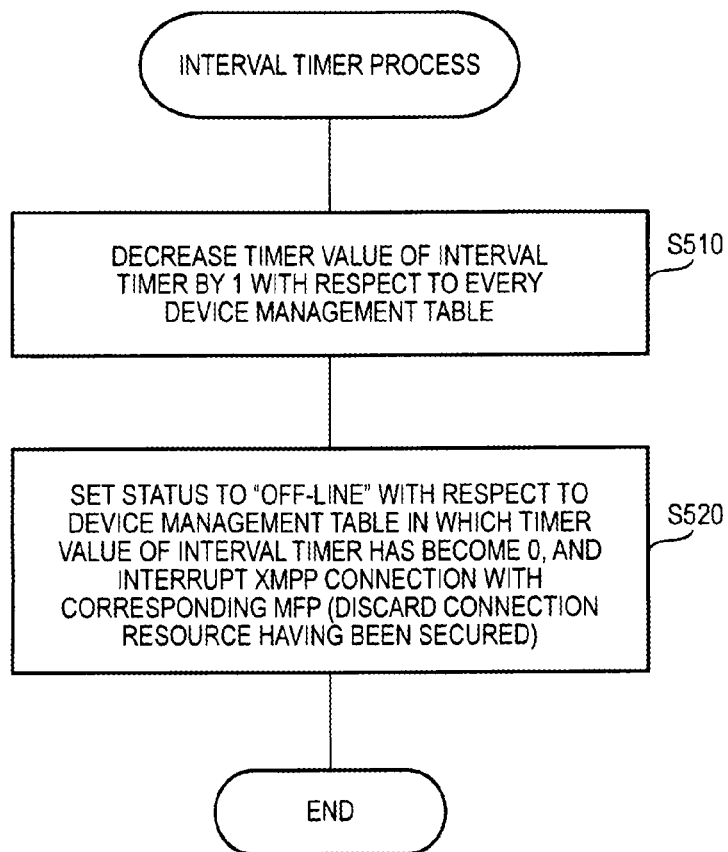 INTERVAL TIMER PROCESS
DECREASE TIMER VALUE OF INTERVAL
TIMER BY 1 WITH RESPECT TO EVERY
DEVICE MANAGEMENT TABLE
S510
SET STATUS TO "OFF-LINE" WITH RESPECT TO
DEVICE MANAGEMENT TABLE IN WHICH TIMER
VALUE OF INTERVAL TIMER HAS BECOME 0, AND
INTERRUPT XMPP CONNECTION WITH
CORRESPONDING MFP (DISCARD CONNECTION
RESOURCE HAVING BEEN SECURED)
S520
END